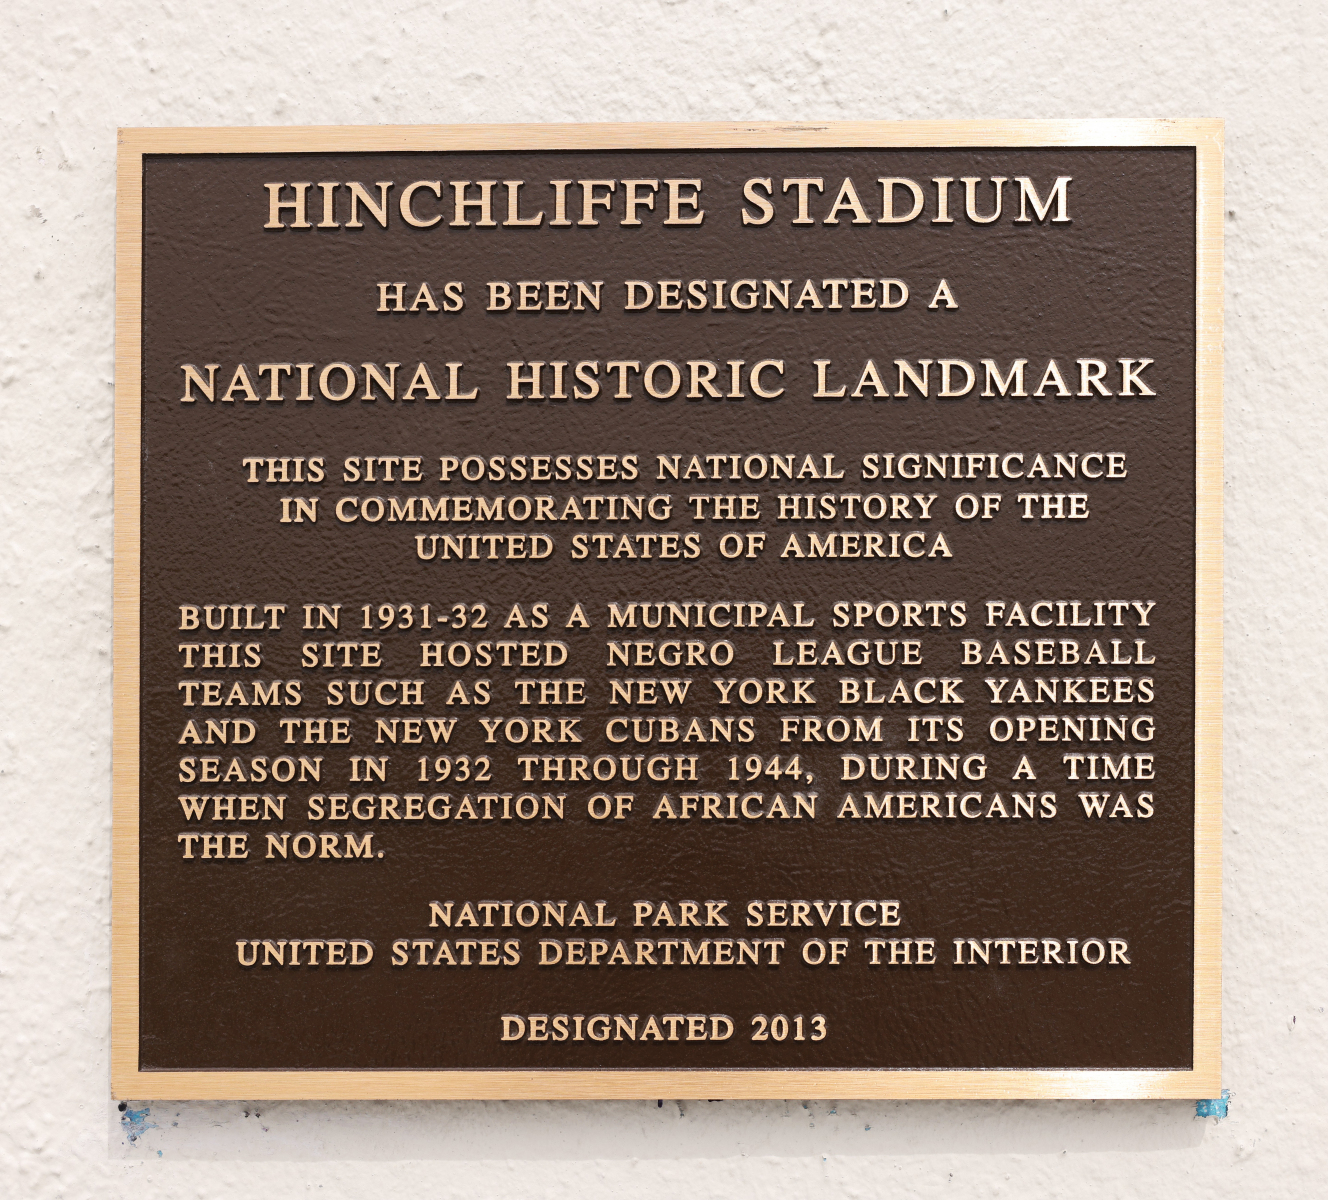 HINCHLIFFE STADIUM
HAS BEEN DESIGNATED A
NATIONAL HISTORIC LANDMARK
THIS SITE POSSESSES NATIONAL SIGNIFICANCE
IN COMMEMORATING THE HISTORY OF THE
UNITED STATES OF AMERICA
BUILT IN 1931-32 AS A MUNICIPAL SPORTS FACILITY
THIS SITE HOSTED NEGRO LEAGUE BASEBALL
TEAMS SUCH AS THE NEW YORK BLACK YANKEES
AND THE NEW YORK CUBANS FROM ITS OPENING
SEASON IN 1932 THROUGH 1944, DURING A TIME
WHEN SEGREGATION OF AFRICAN AMERICANS WAS
THE NORM.
NATIONAL PARK SERVICE
UNITED STATES DEPARTMENT OF THE INTERIOR
DESIGNATED 2013